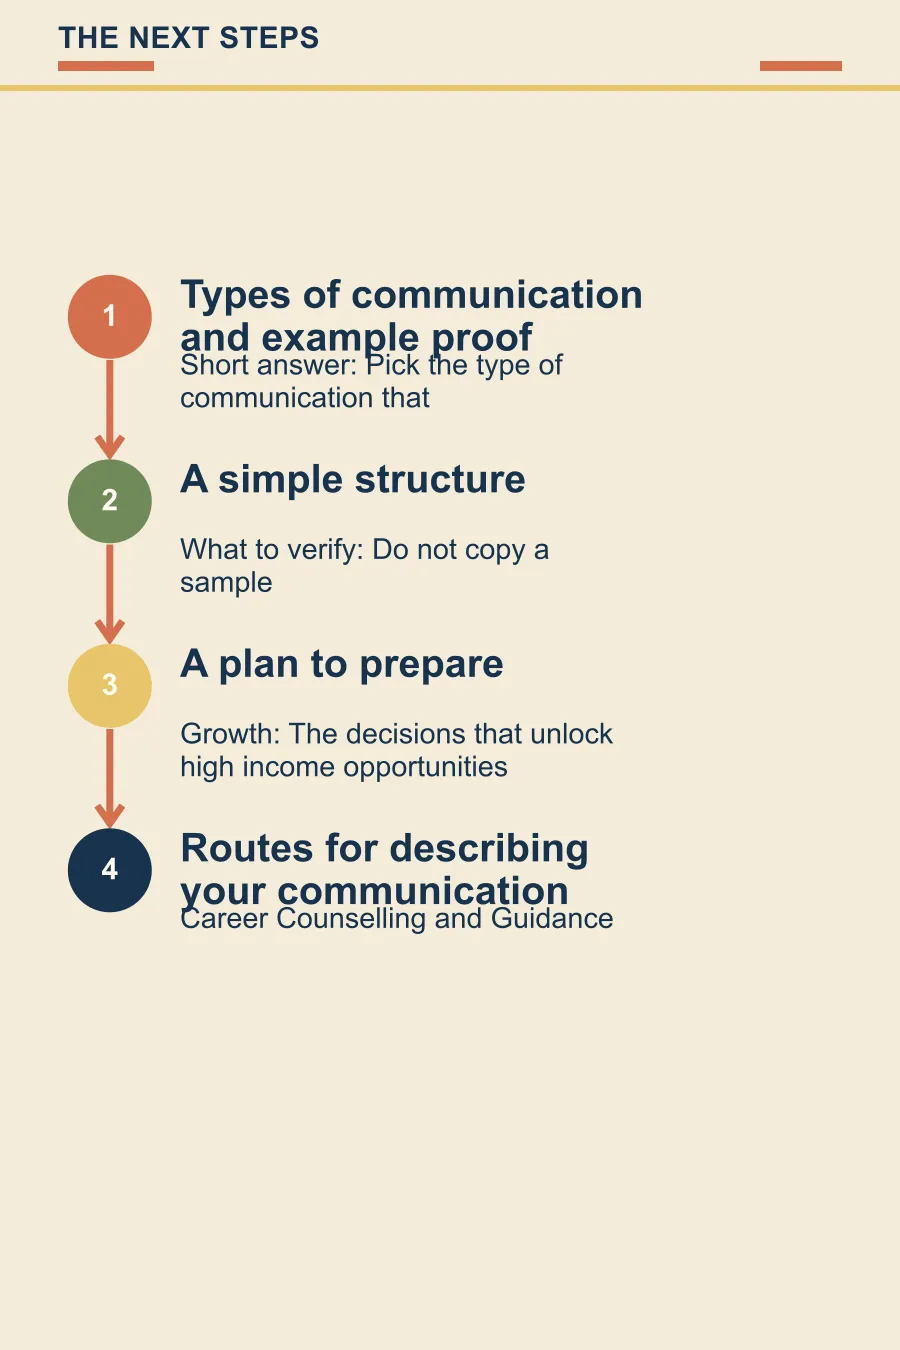 THE NEXT STEPS
1
Types of communication
and example proof
Short answer: Pick the type of
communication that
2
A simple structure
What to verify: Do not copy a
sample
3
A plan to prepare
Growth: The decisions that unlock
high income opportunities
4
Routes for describing
your communication
Career Counselling and Guidance